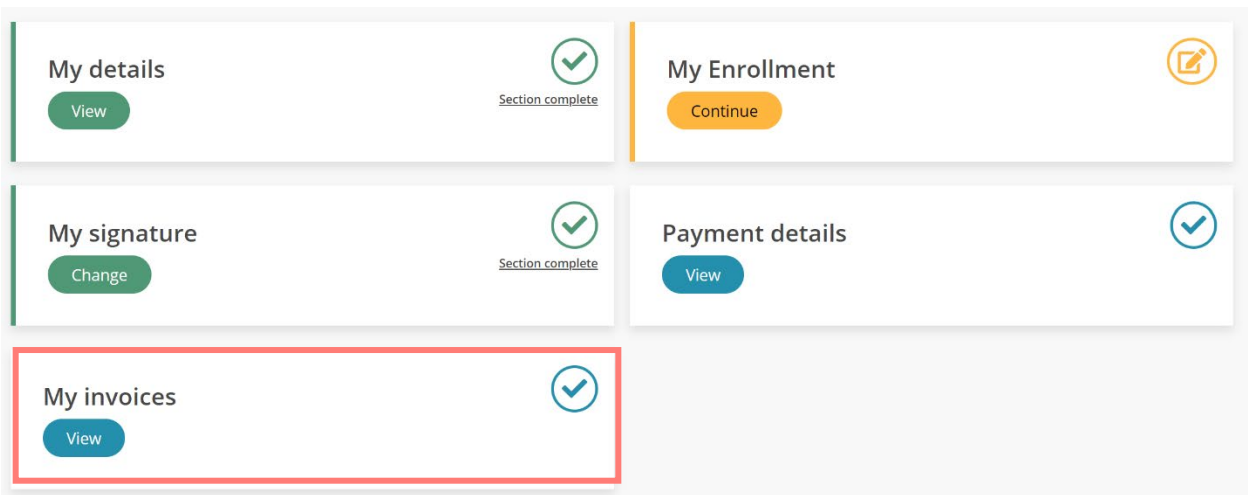 My details
View
Section complete
My Enrollment
Continue
My signature
Change
Section complete
Payment details
View
My invoices
View